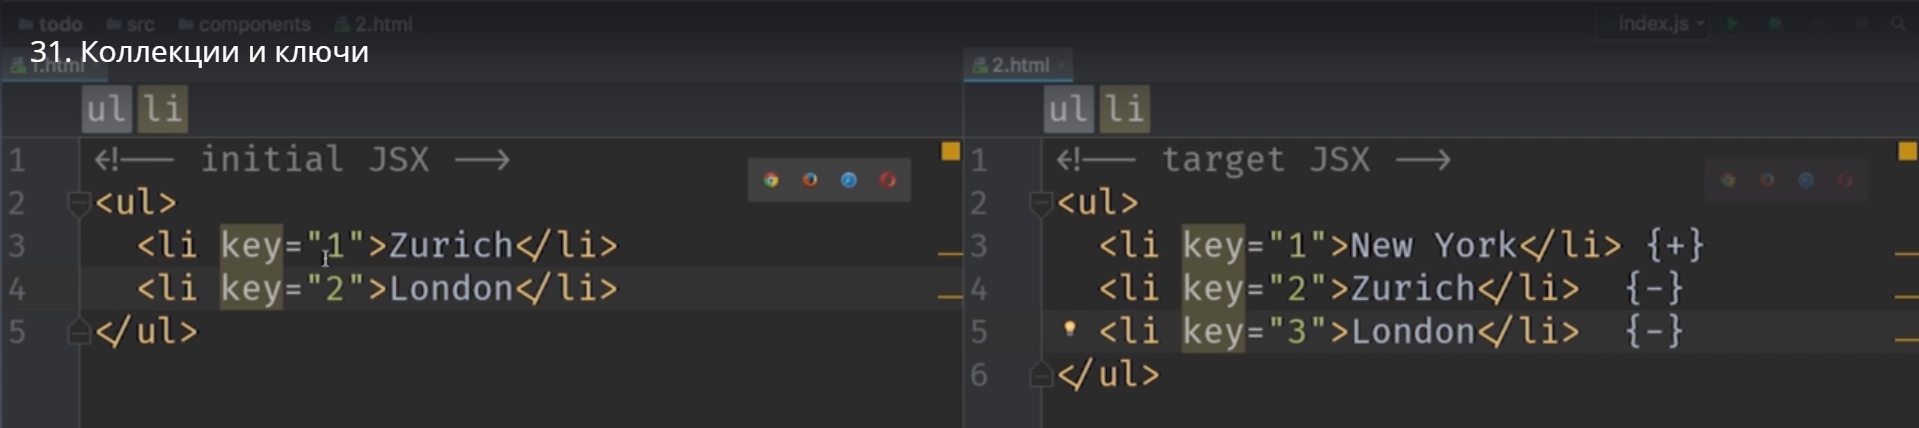 todo src components 2.html index.js
31. Коллекции и ключи
1.html
ul li
1 <!-- initial JSX -->
2 <ul>
3 <li key="1">Zurich</li>
4 <li key="2">London</li>
5 </ul>
2.html
ul li
1 <!-- target JSX -->
2 <ul>
3 <li key="1">New York</li> {+}
4 <li key="2">Zurich</li> {-}
5 <li key="3">London</li> {-}
6 </ul>